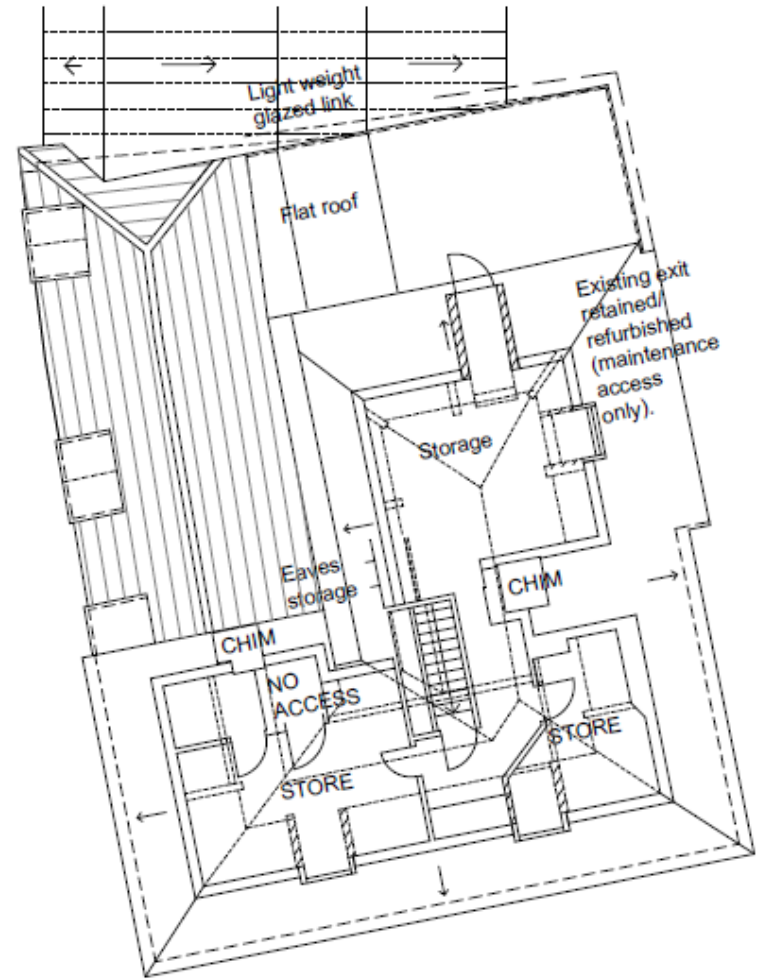 Light weight
glazed link
Flat roof
Existing exit
retained/
refurbished
(maintenance
access
only).
Storage
Eaves
storage
CHIM
CHIM
NO
ACCESS
STORE
STORE